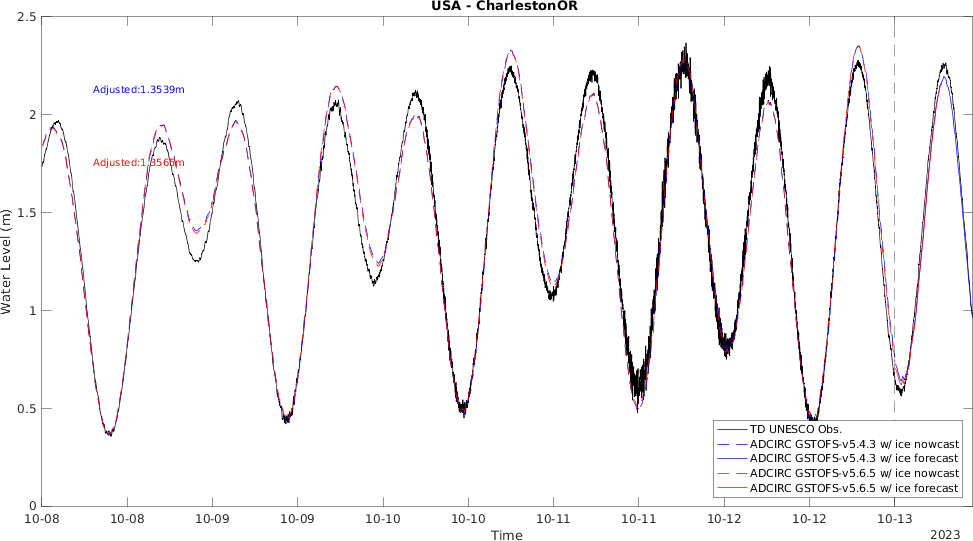 USA - CharlestonOR
2.5
2
1.5
1
0.5
0
Water Level (m)
Adjusted:1.3539m
Adjusted:1.3565m
TD UNESCO Obs.
ADCIRC GSTOFS-v5.4.3 w/ ice nowcast
ADCIRC GSTOFS-v5.4.3 w/ ice forecast
ADCIRC GSTOFS-v5.6.5 w/ ice nowcast
ADCIRC GSTOFS-v5.6.5 w/ ice forecast
10-08 10-08 10-09 10-09 10-10 10-10 10-11 10-11 10-12 10-12 10-13
Time
2023